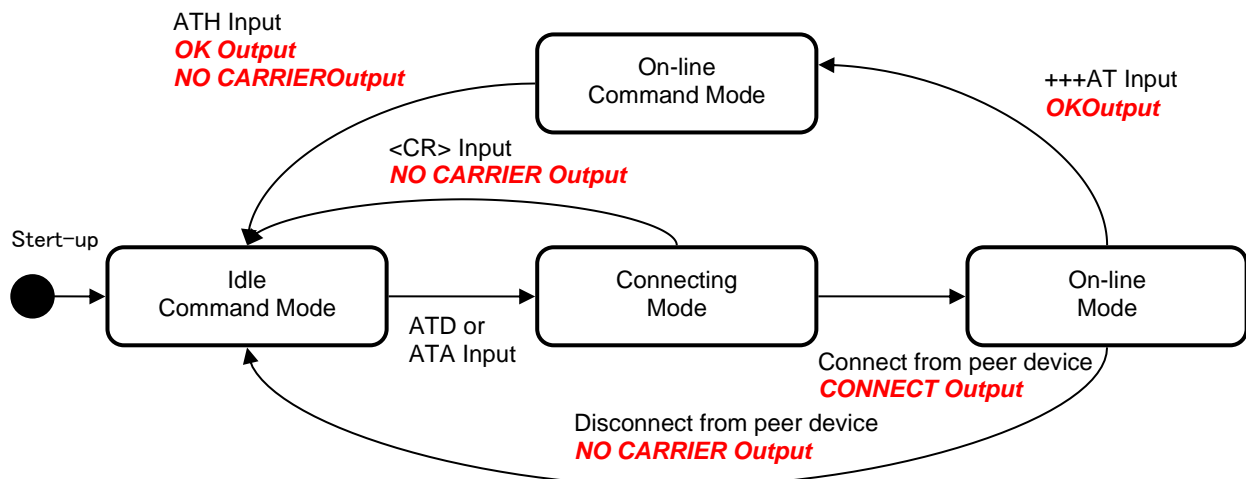 ATH Input
OK Output
NO CARRIEROutput
On-line
Command Mode
+++AT Input
OKOutput
<CR> Input
NO CARRIER Output
Stert-up
Idle
Command Mode
Connecting
Mode
On-line
Mode
ATD or
ATA Input
Connect from peer device
CONNECT Output
Disconnect from peer device
NO CARRIER Output